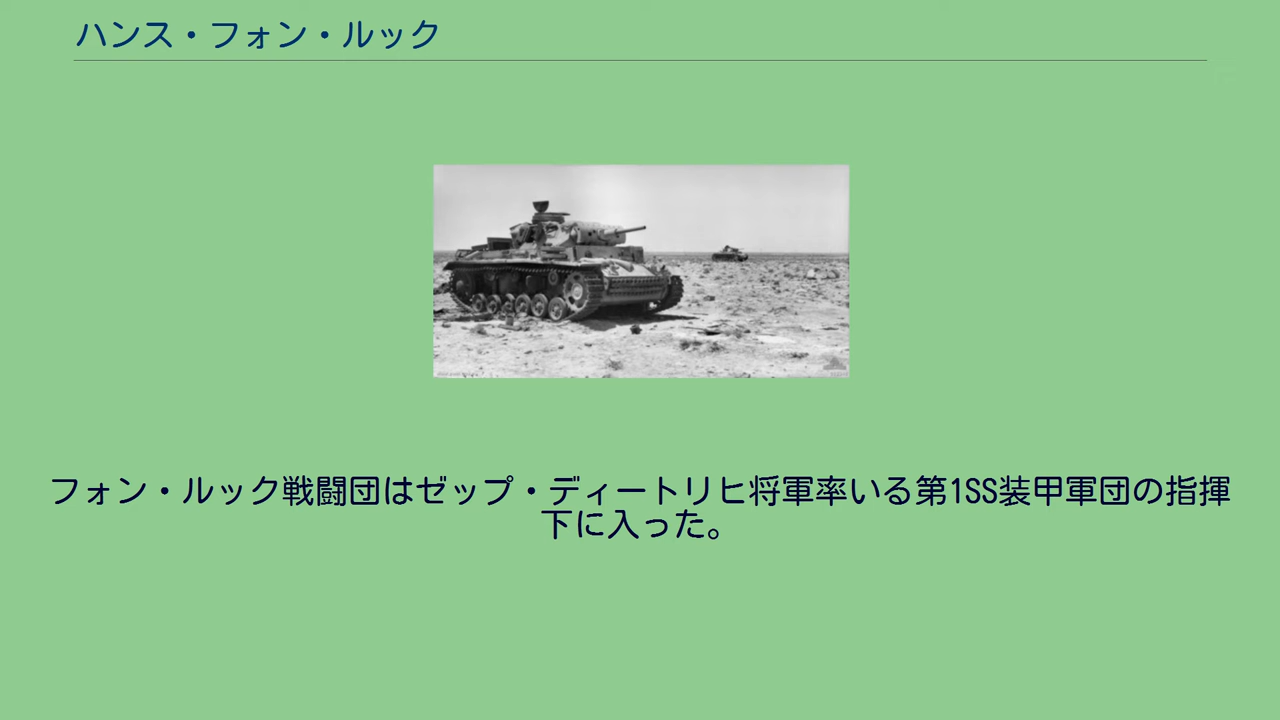 ハンス・フォン・ルック
フォン・ルック戦闘団はゼップ・ディートリヒ将軍率いる第1SS装甲軍団の指揮
下に入った。